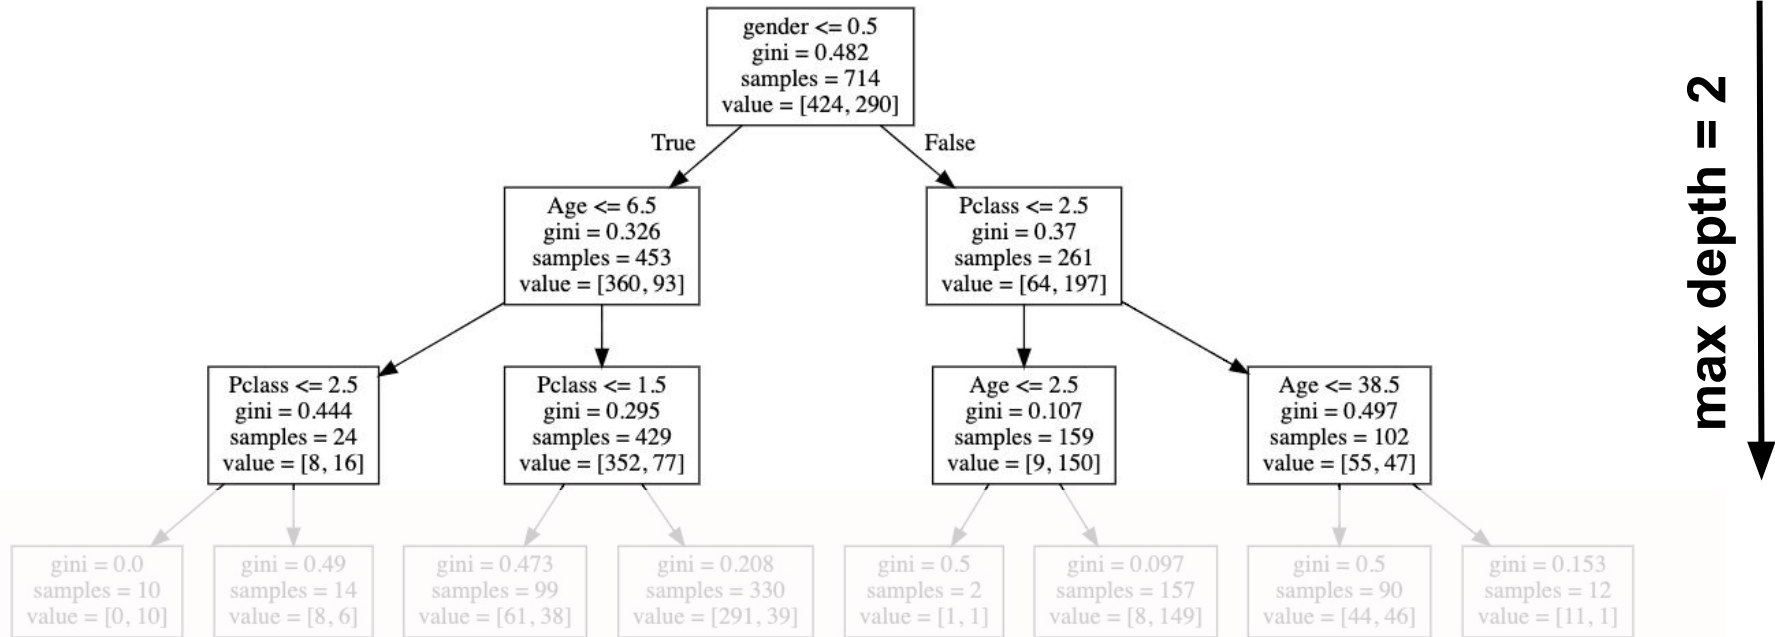 gender <= 0.5
gini = 0.482
samples = 714
value = [424, 290]
True
False
Age <= 6.5
gini = 0.326
samples = 453
value = [360, 93]
Pclass <= 2.5
gini = 0.37
samples = 261
value = [64, 197]
Pclass <= 2.5
gini = 0.444
samples = 24
value = [8, 16]
Pclass <= 1.5
gini = 0.295
samples = 429
value = [352, 77]
Age <= 2.5
gini = 0.107
samples = 159
value = [9, 150]
Age <= 38.5
gini = 0.497
samples = 102
value = [55, 47]
gini = 0.0
samples = 10
value = [0, 10]
gini = 0.49
samples = 14
value = [8, 6]
gini = 0.473
samples = 99
value = [61, 38]
gini = 0.208
samples = 330
value = [291, 39]
gini = 0.5
samples = 2
value = [1, 1]
gini = 0.097
samples = 157
value = [8, 149]
gini = 0.5
samples = 90
value = [44, 46]
gini = 0.153
samples = 12
value = [11, 1]
max depth = 2